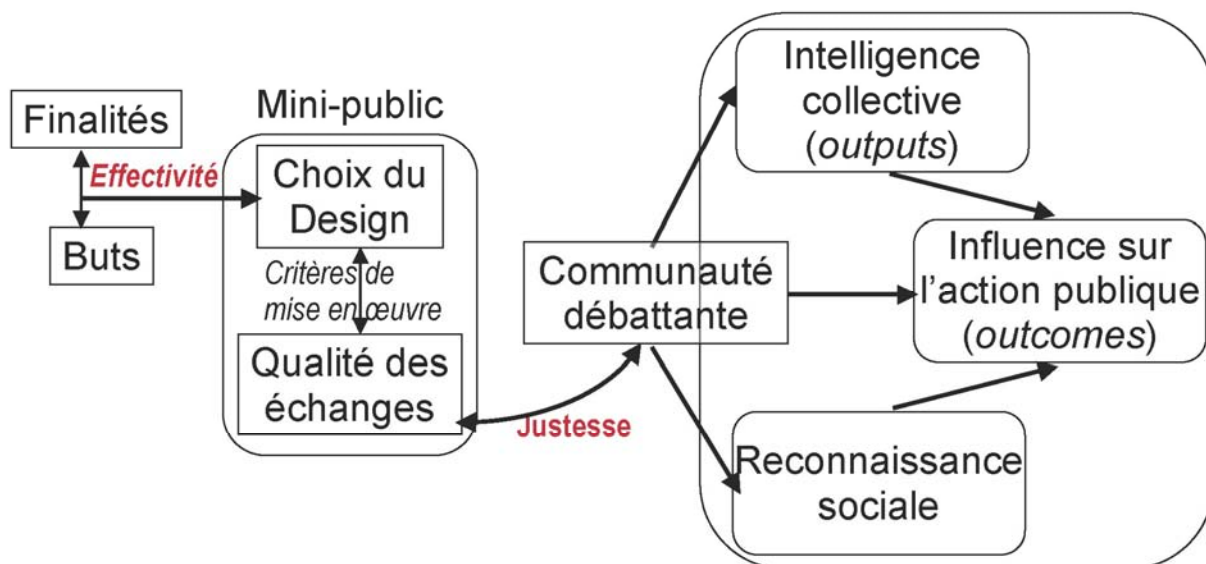 Finalités
Effectivité
Buts
Mini-public
Choix du
Design
Critères de
mise en œuvre
Qualité des
échanges
Justesse
Communauté
débattante
Intelligence
collective
(outputs)
Influence sur
l’action publique
(outcomes)
Reconnaissance
sociale